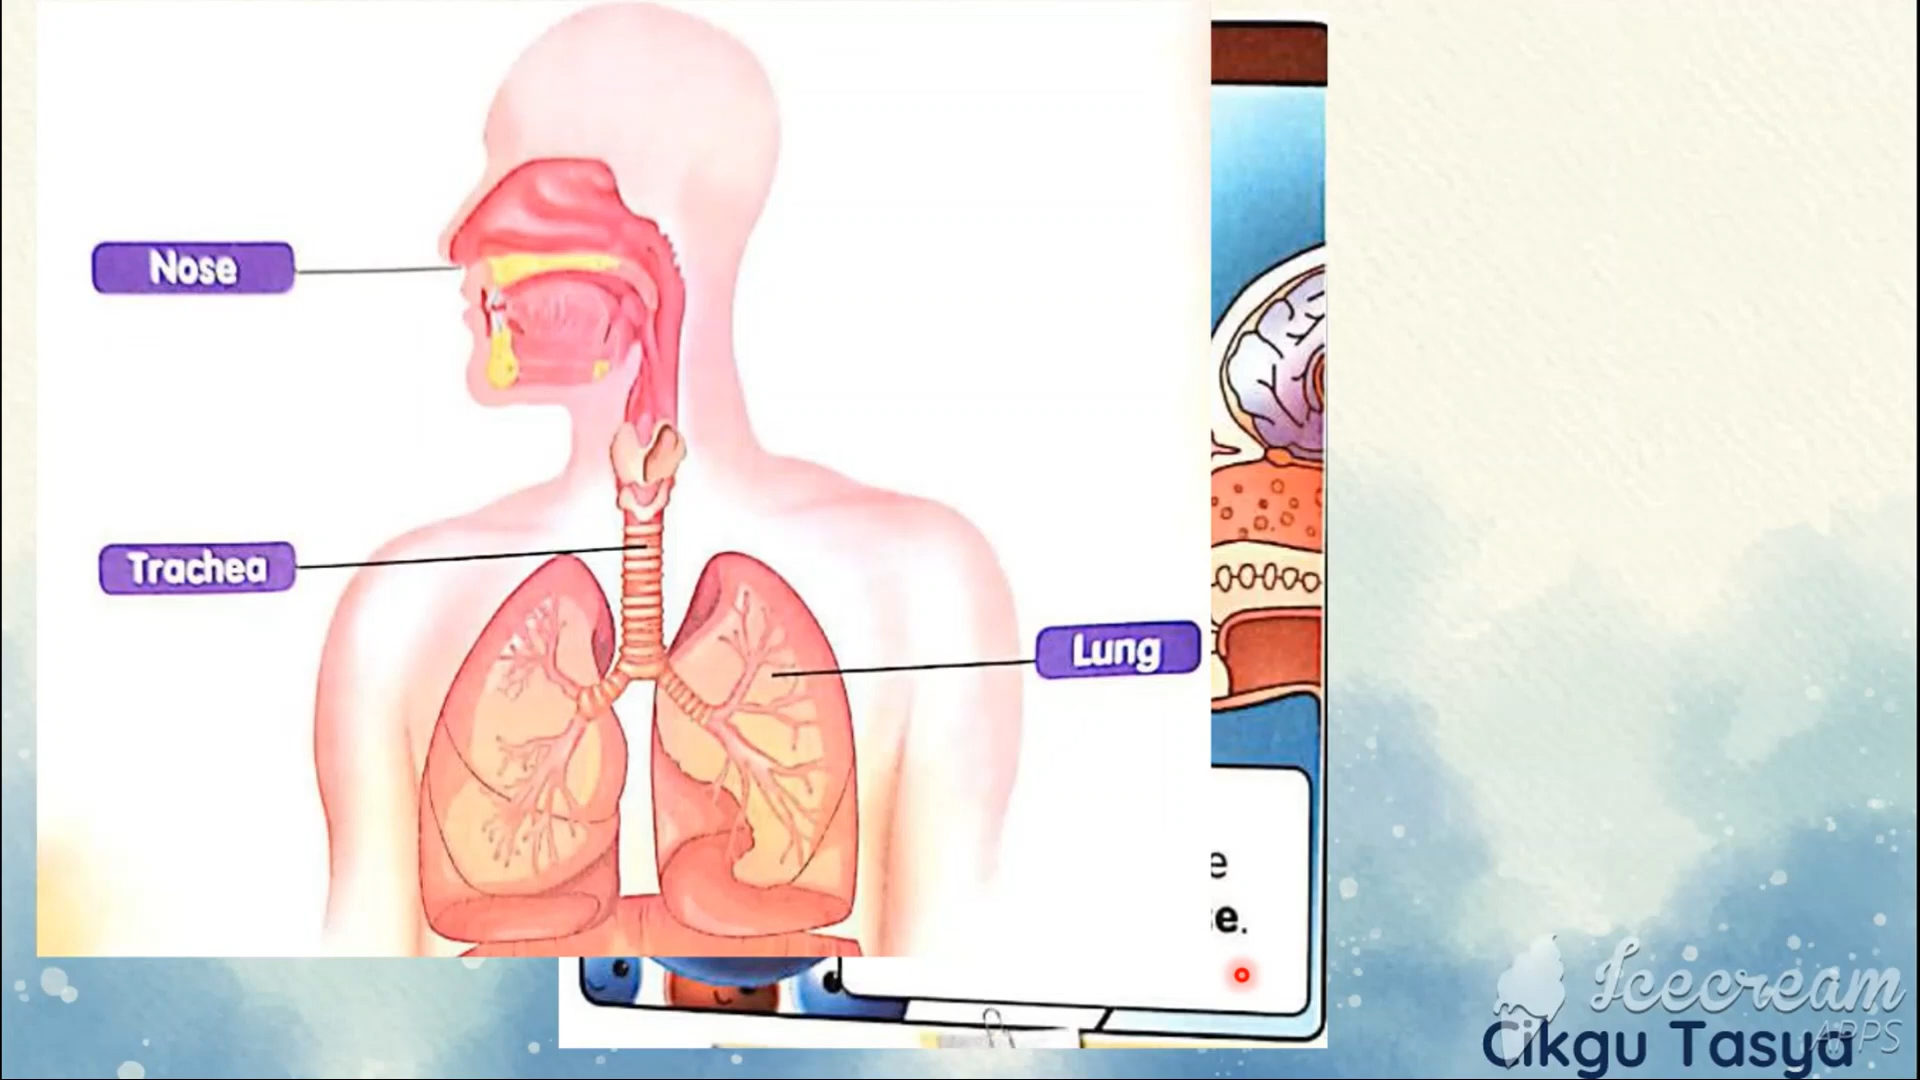 Nose
Trachea
Lung
e
e.
Icecream
APPS
Cikgu Tasya